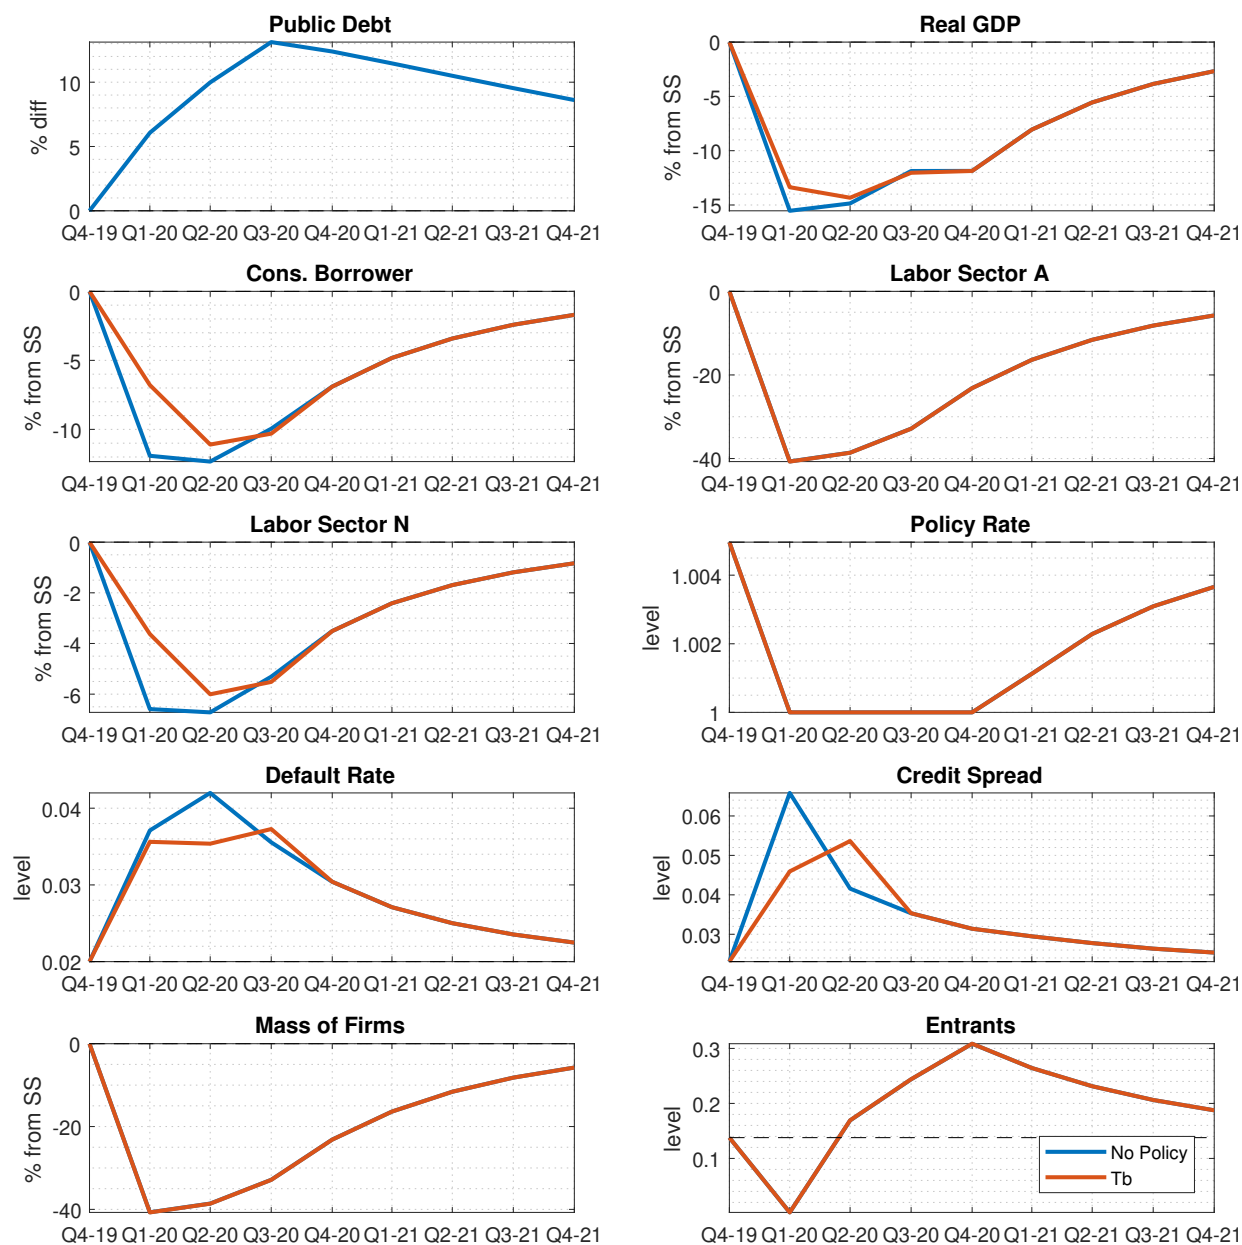 Public Debt
% diff
10
5
0
Q4-19 Q1-20 Q2-20 Q3-20 Q4-20 Q1-21 Q2-21 Q3-21 Q4-21
Real GDP
% from SS
0
-5
-10
-15
Q4-19 Q1-20 Q2-20 Q3-20 Q4-20 Q1-21 Q2-21 Q3-21 Q4-21
Cons. Borrower
% from SS
0
-5
-10
Q4-19 Q1-20 Q2-20 Q3-20 Q4-20 Q1-21 Q2-21 Q3-21 Q4-21
Labor Sector A
% from SS
0
-20
-40
Q4-19 Q1-20 Q2-20 Q3-20 Q4-20 Q1-21 Q2-21 Q3-21 Q4-21
Labor Sector N
% from SS
0
-2
-4
-6
Q4-19 Q1-20 Q2-20 Q3-20 Q4-20 Q1-21 Q2-21 Q3-21 Q4-21
Policy Rate
level
1.004
1.002
1
Q4-19 Q1-20 Q2-20 Q3-20 Q4-20 Q1-21 Q2-21 Q3-21 Q4-21
Default Rate
level
0.04
0.03
0.02
Q4-19 Q1-20 Q2-20 Q3-20 Q4-20 Q1-21 Q2-21 Q3-21 Q4-21
Credit Spread
level
0.06
0.05
0.04
0.03
Q4-19 Q1-20 Q2-20 Q3-20 Q4-20 Q1-21 Q2-21 Q3-21 Q4-21
Mass of Firms
% from SS
0
-20
-40
Q4-19 Q1-20 Q2-20 Q3-20 Q4-20 Q1-21 Q2-21 Q3-21 Q4-21
Entrants
level
0.3
0.2
0.1
No Policy
Tb
Q4-19 Q1-20 Q2-20 Q3-20 Q4-20 Q1-21 Q2-21 Q3-21 Q4-21